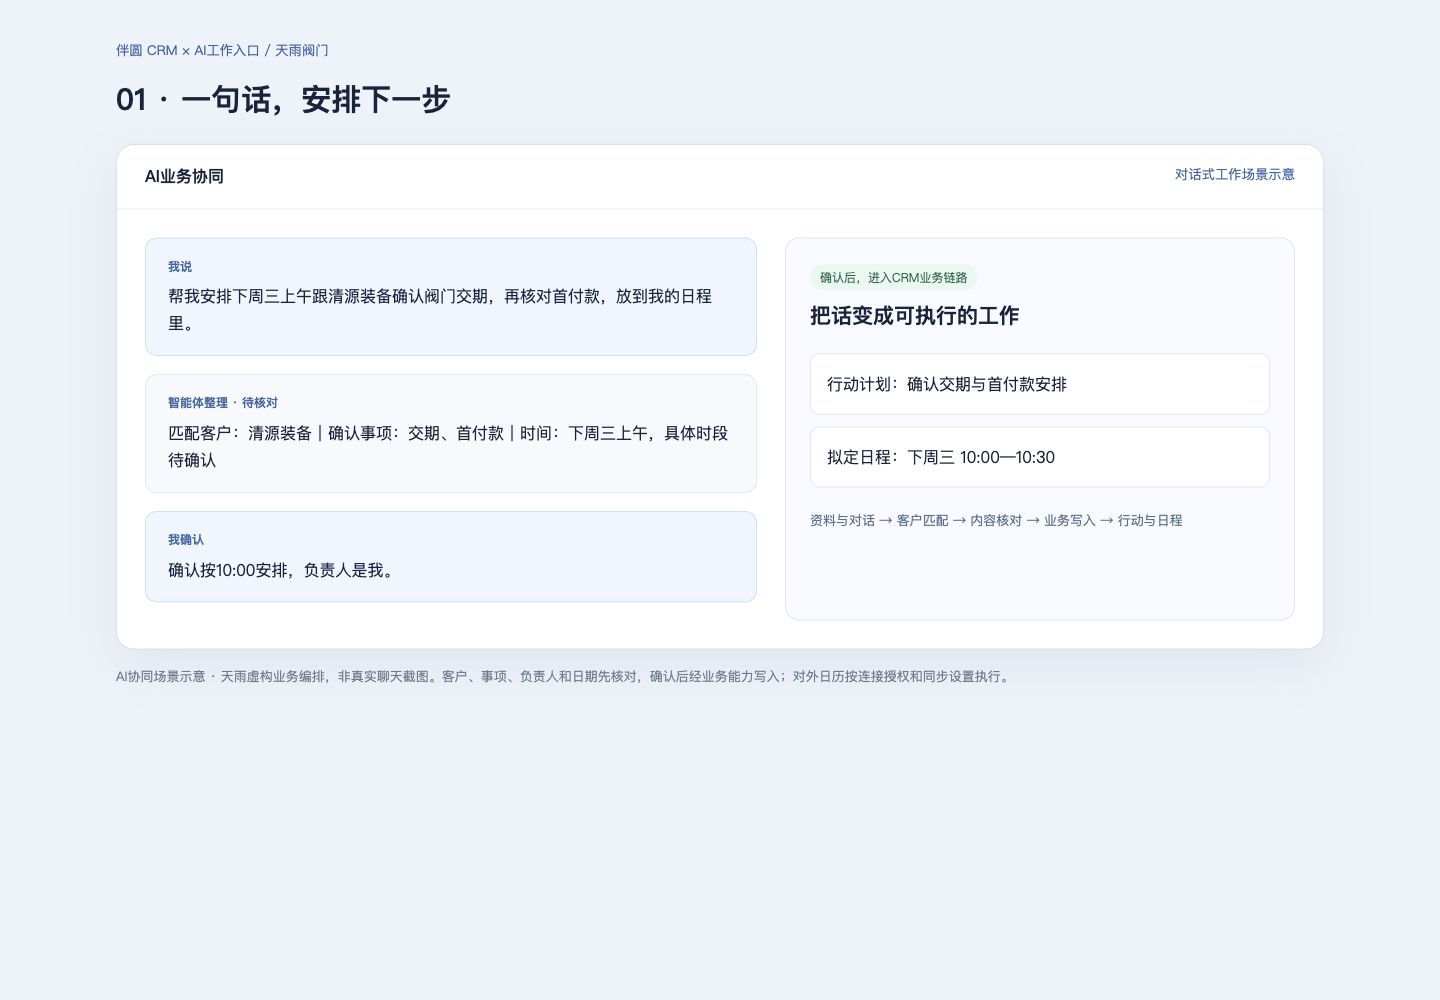 伴圆 CRM × AI工作入口 / 天雨阀门
01 · 一句话，安排下一步
AI业务协同
对话式工作场景示意
我说
帮我安排下周三上午跟清源装备确认阀门交期，再核对首付款，放到我的日程
里。
智能体整理 · 待核对
匹配客户：清源装备｜确认事项：交期、首付款｜时间：下周三上午，具体时段
待确认
我确认
确认按10:00安排，负责人是我。
确认后，进入CRM业务链路
把话变成可执行的工作
行动计划：确认交期与首付款安排
拟定日程：下周三 10:00—10:30
资料与对话 → 客户匹配 → 内容核对 → 业务写入 → 行动与日程
AI协同场景示意 · 天雨虚构业务编排，非真实聊天截图。客户、事项、负责人和日期先核对，确认后经业务能力写入；对外日历按连接授权和同步设置执行。